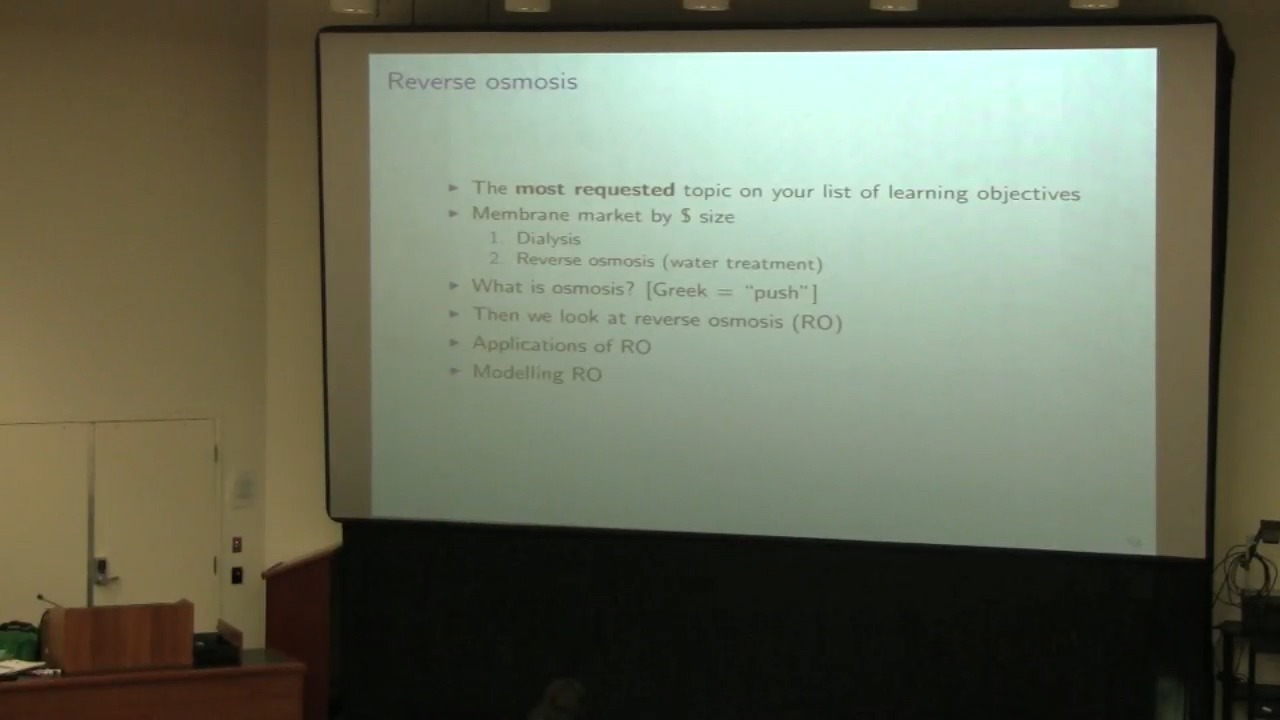 Reverse osmosis
▶ The most requested topic on your list of learning objectives
▶ Membrane market by $ size
1. Dialysis
2. Reverse osmosis (water treatment)
▶ What is osmosis? [Greek = “push”]
▶ Then we look at reverse osmosis (RO)
▶ Applications of RO
▶ Modelling RO